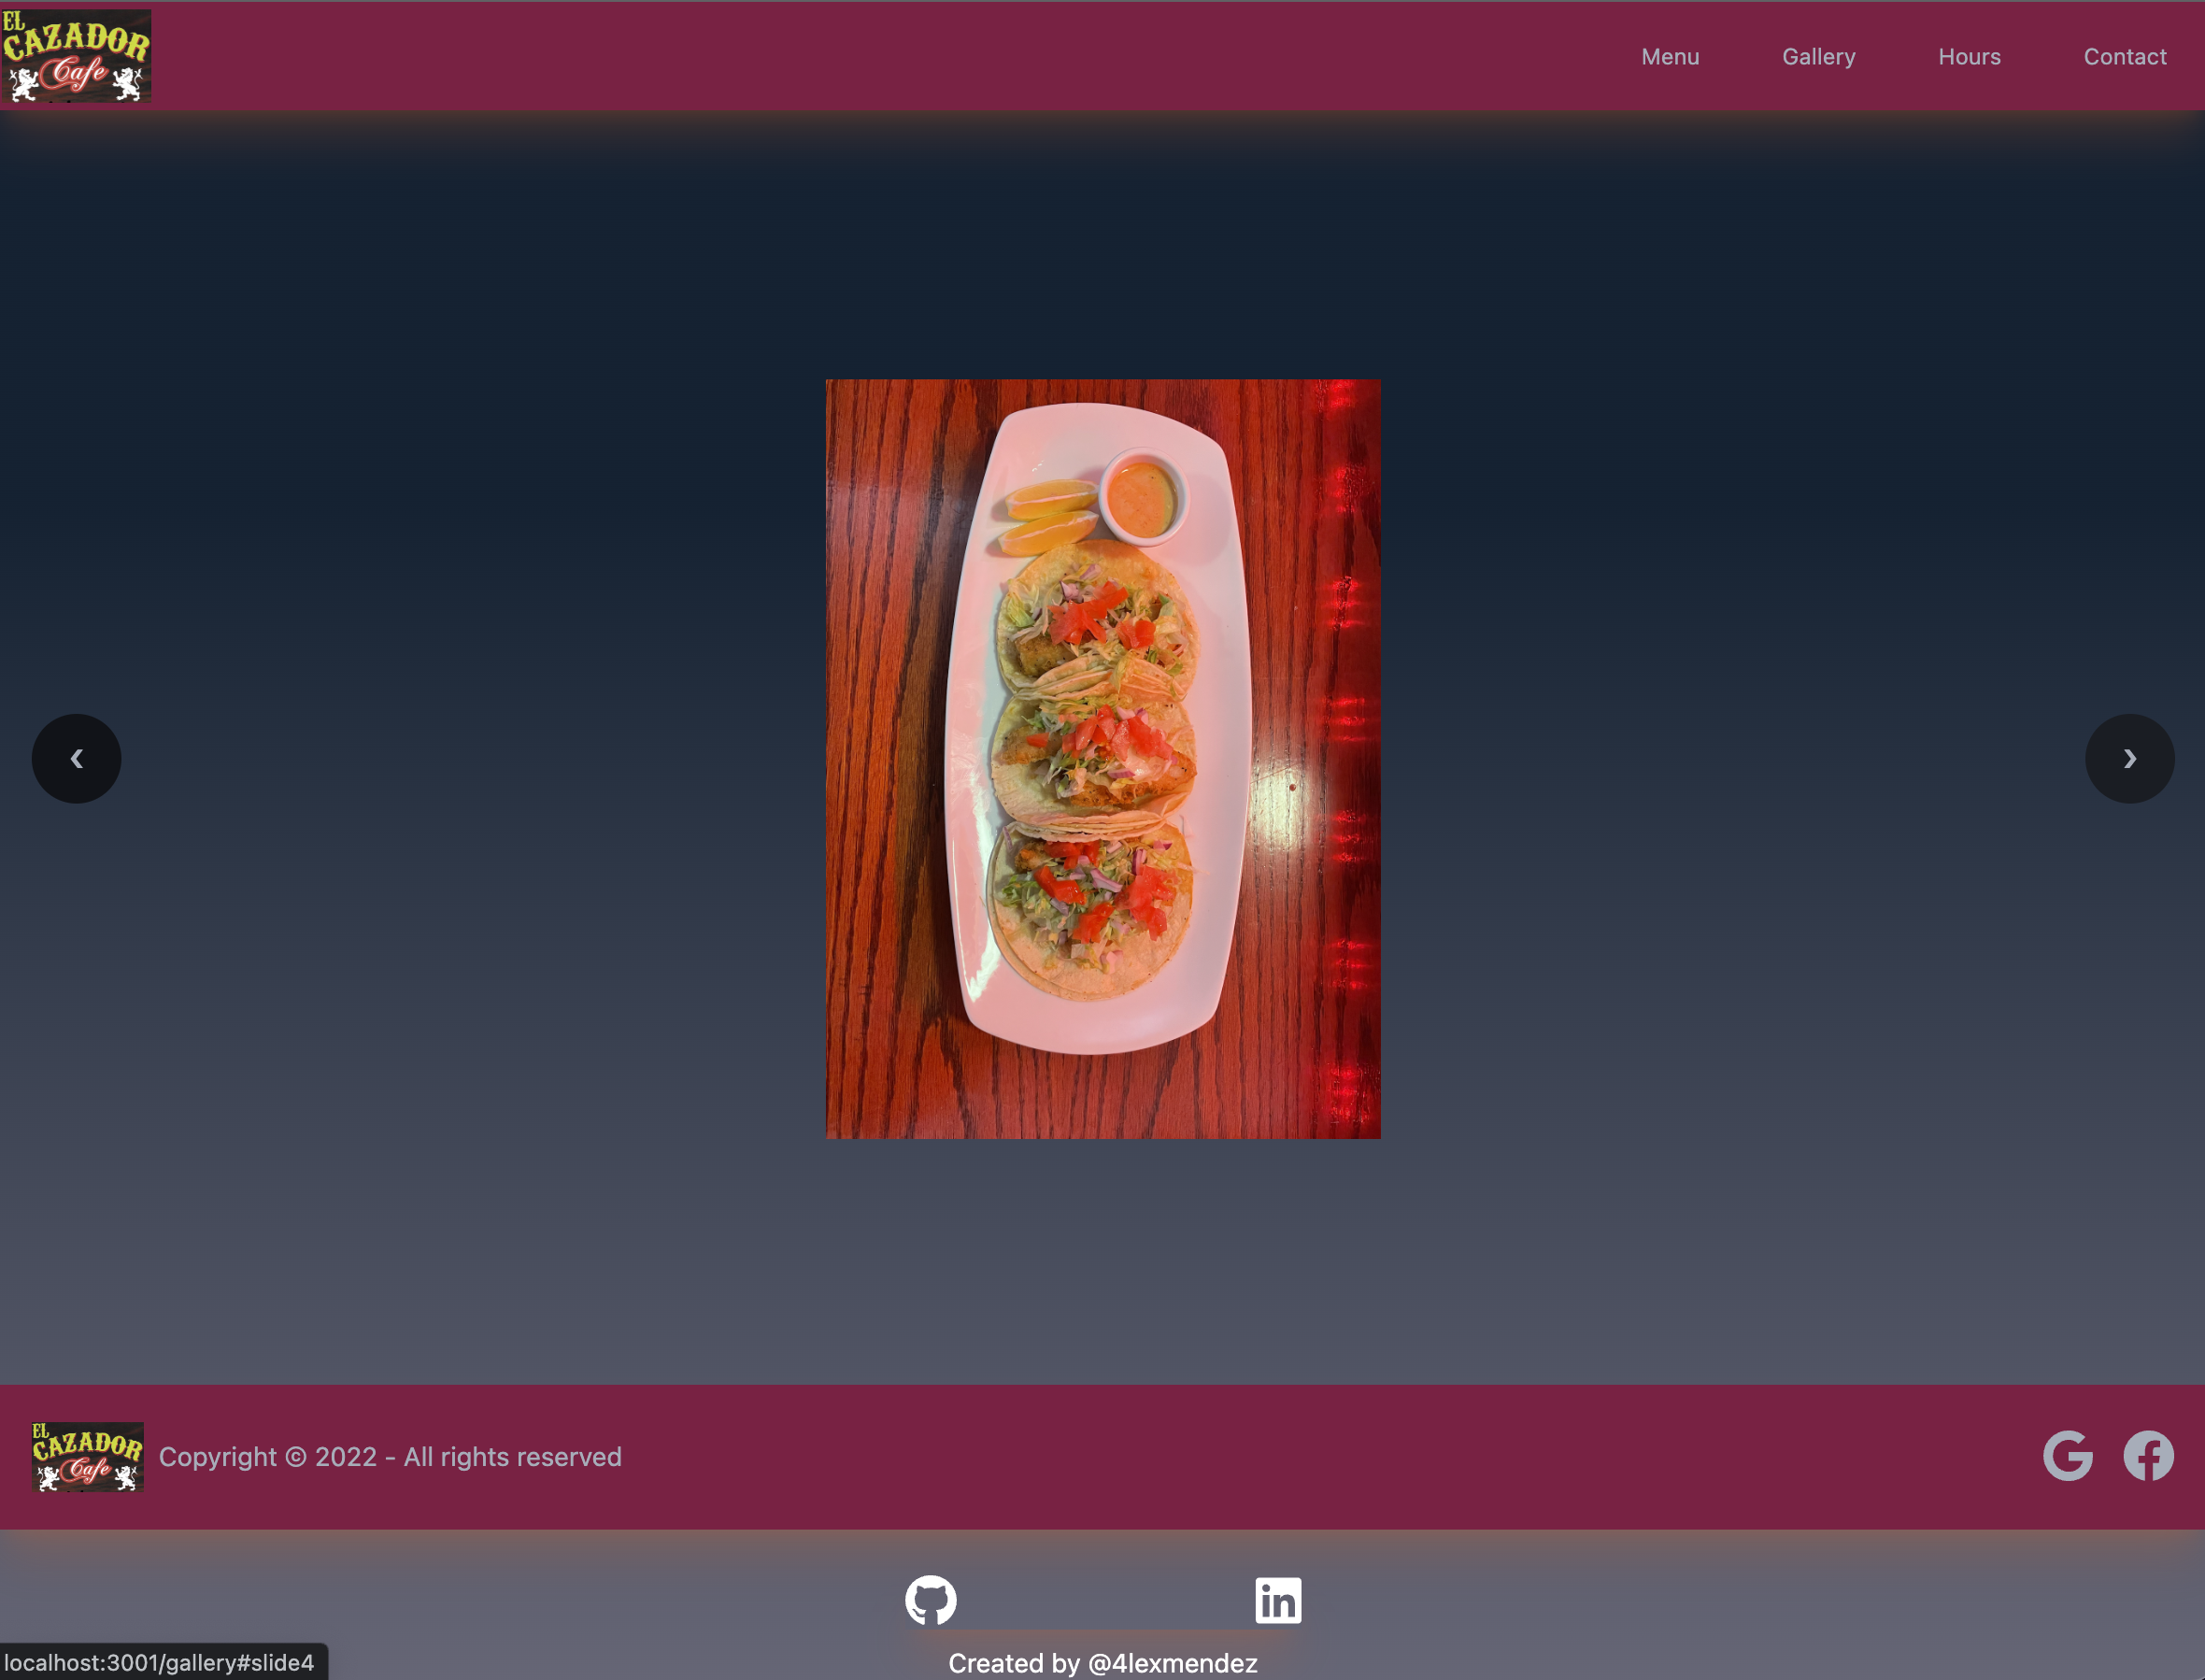 EL
CAZADOR
Cafe
Menu Gallery Hours Contact
‹ ›
EL
CAZADOR
Cafe
Copyright © 2022 - All rights reserved
in
localhost:3001/gallery#slide4
Created by @4lexmendez